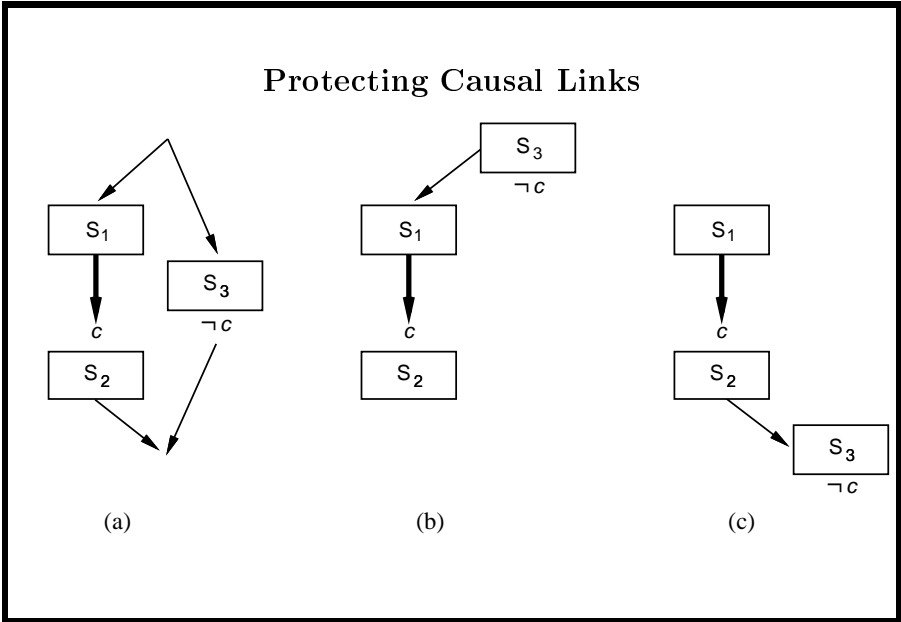 Protecting Causal Links
S1
c
S2
S3
¬c
(a)
S3
¬c
S1
c
S2
(b)
S1
c
S2
S3
¬c
(c)